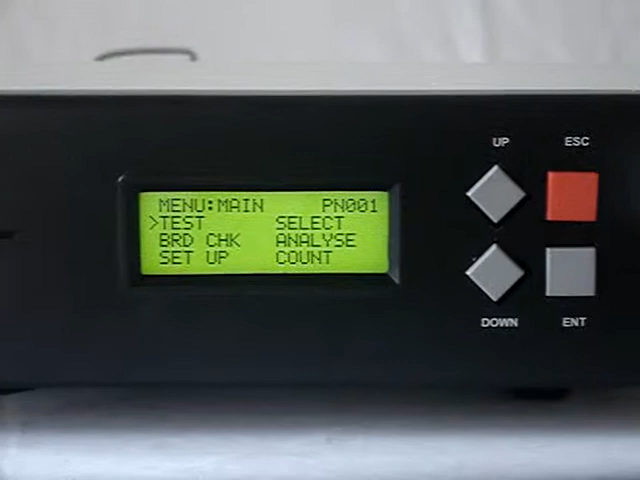 UP ESC
MENU:MAIN PN001
>TEST SELECT
BRD CHK ANALYSE
SET UP COUNT
DOWN ENT